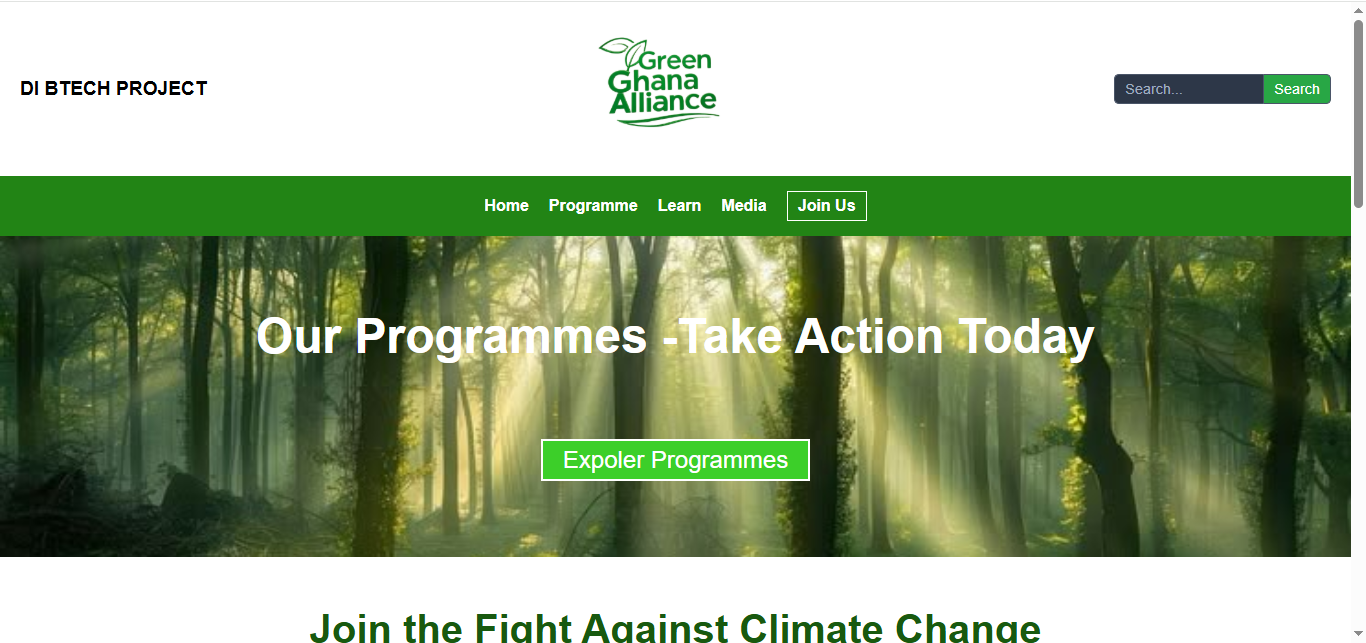 DI BTECH PROJECT
Green
Ghana
Alliance
Search...
Search
Home
Programme
Learn
Media
Join Us
Our Programmes -Take Action Today
Expoler Programmes
Join the Fight Against Climate Change